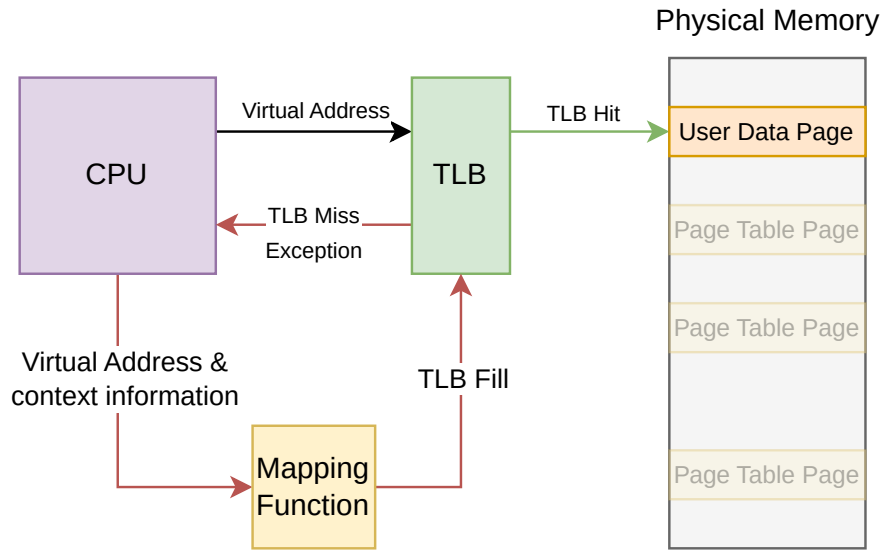 Physical Memory
Virtual Address
TLB Hit
User Data Page
CPU
TLB
TLB Miss
Exception
Page Table Page
Page Table Page
Virtual Address &
context information
TLB Fill
Mapping
Function
Page Table Page